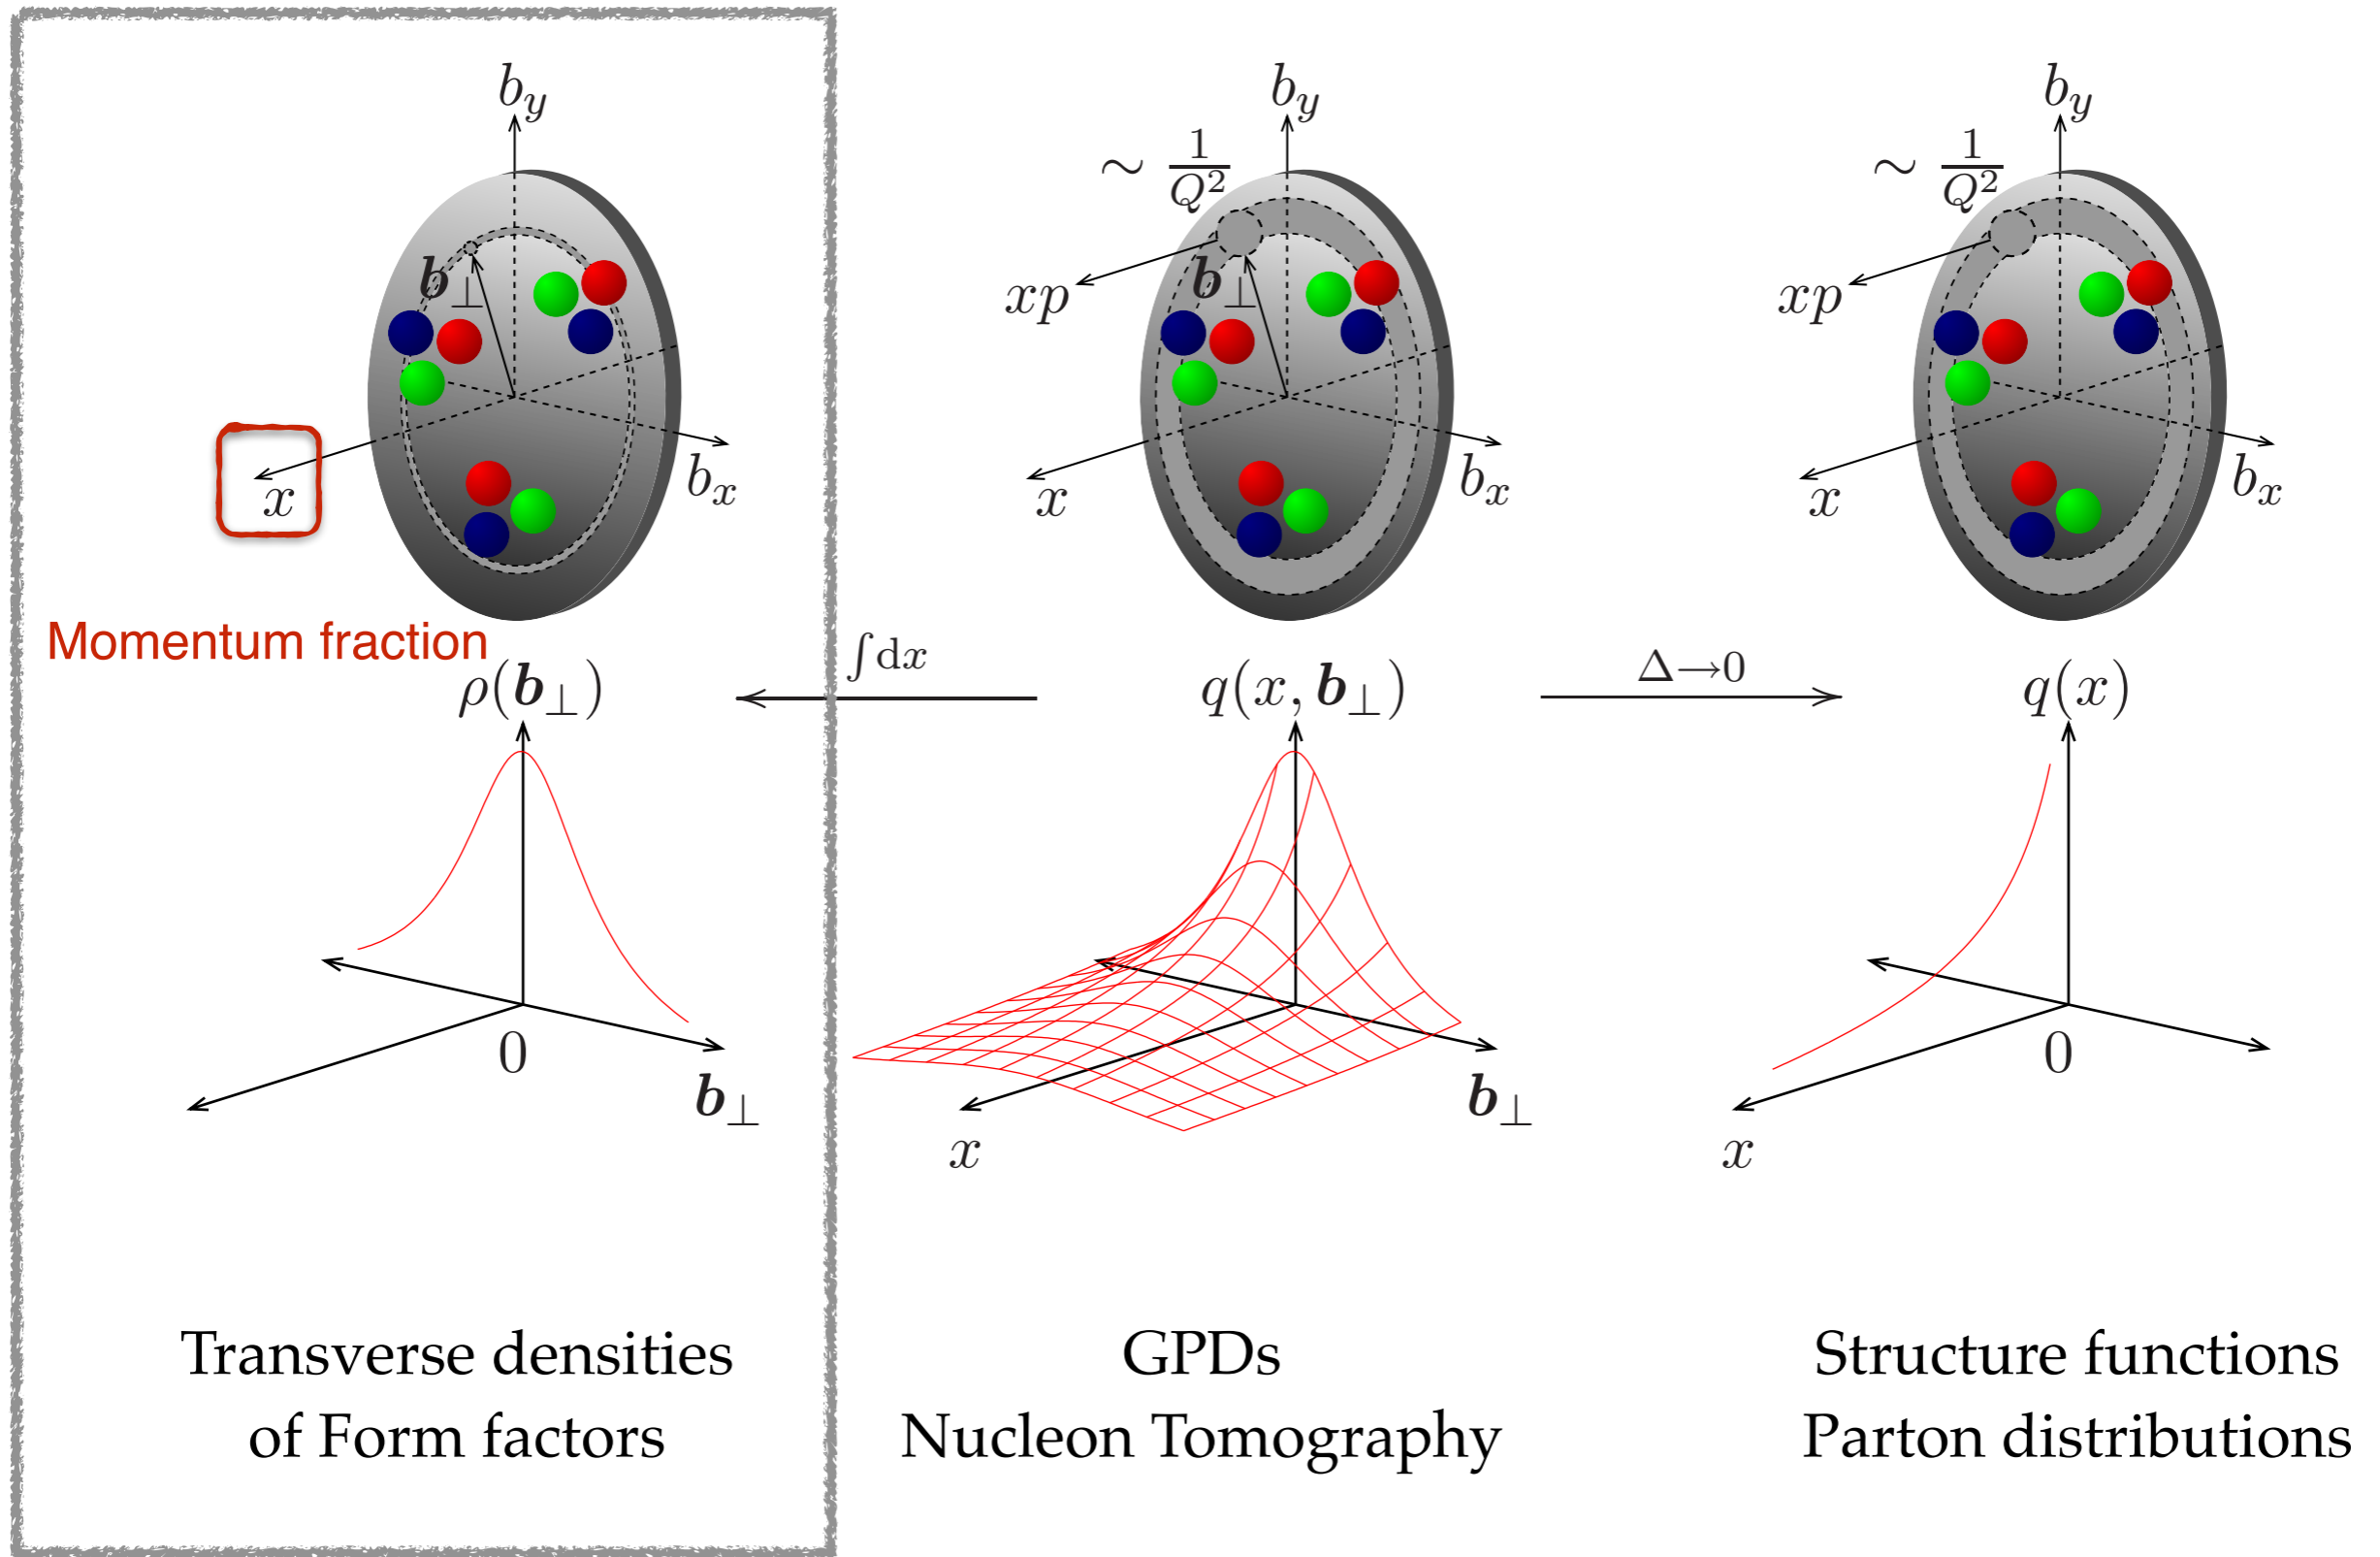 b_y
b_⊥
x
b_x
Momentum fraction
ρ(b_⊥)
0
b_⊥
Transverse densities
of Form factors
∫dx
b_y
∼ 1/Q²
xp
b_⊥
x
b_x
q(x, b_⊥)
x
b_⊥
GPDs
Nucleon Tomography
Δ→0
b_y
∼ 1/Q²
xp
x
b_x
q(x)
0
x
Structure functions
Parton distributions